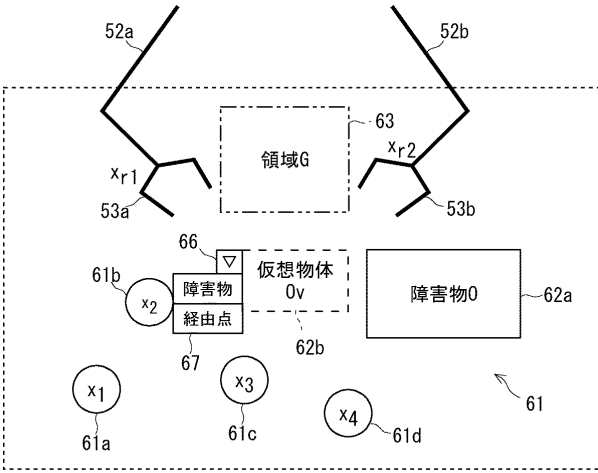 52a
52b
63
領域G
xr1
xr2
53a
53b
66
▽
61b
x2
障害物
経由点
67
仮想物体
Ov
62b
障害物O
62a
x1
61a
x3
61c
x4
61d
61